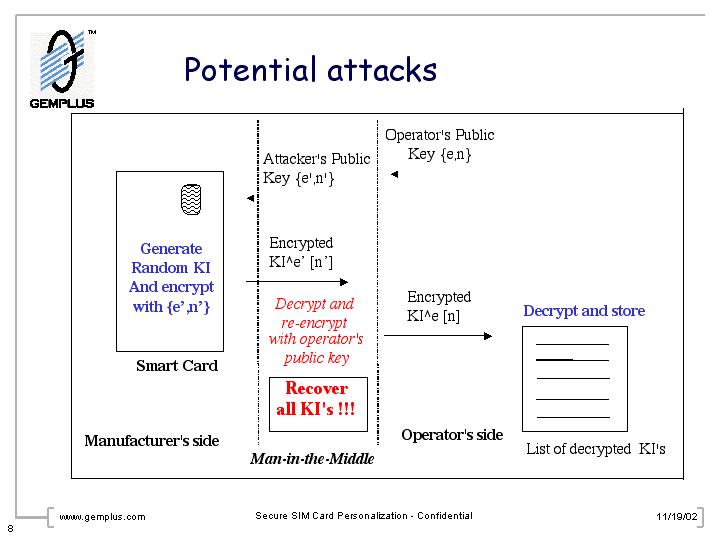 TM
GEMPLUS
Potential attacks
Operator's Public
Key {e,n}
Attacker's Public
Key {e',n'}
Generate
Random KI
And encrypt
with {e’,n’}
Smart Card
Encrypted
KI^e’ [n’]
Decrypt and
re-encrypt
with operator's
public key
Recover
all KI's !!!
Encrypted
KI^e [n]
Decrypt and store
Manufacturer's side
Man-in-the-Middle
Operator's side
List of decrypted KI's
www.gemplus.com
Secure SIM Card Personalization - Confidential
11/19/02
8